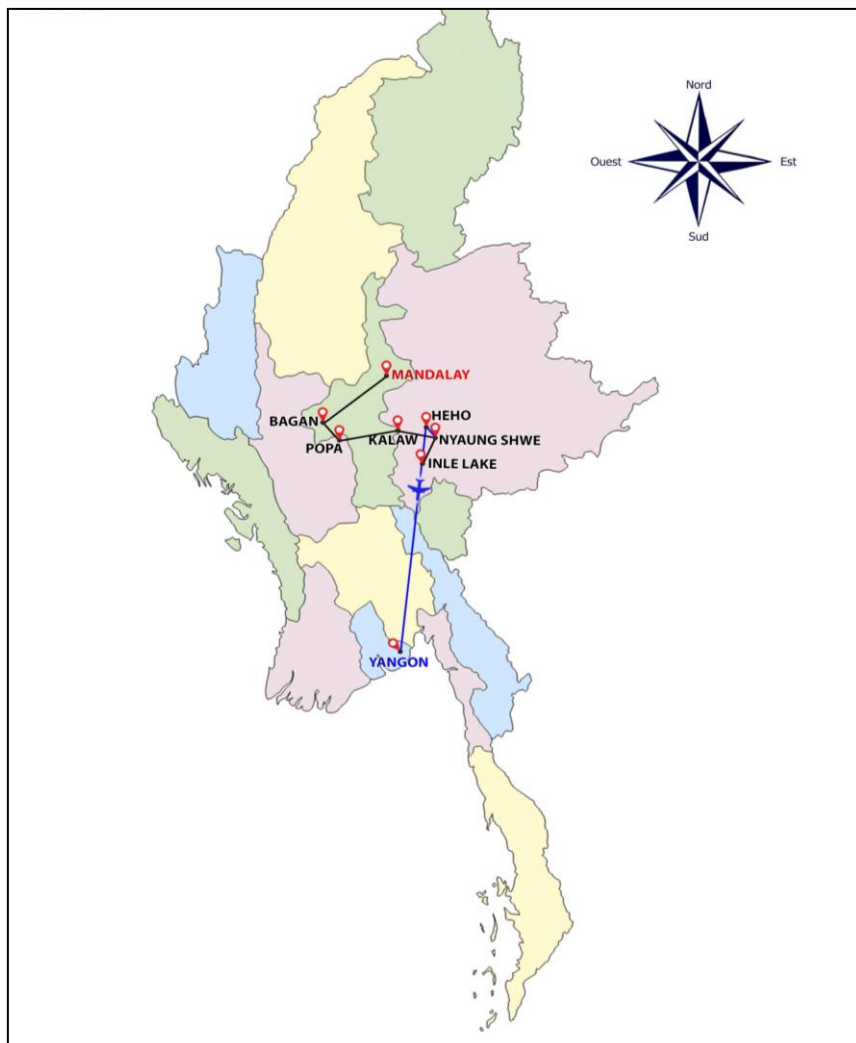 Nord
Ouest
Est
Sud
MANDALAY
BAGAN
HEHO
POPA
KALAW
NYAUNG SHWE
INLE LAKE
YANGON